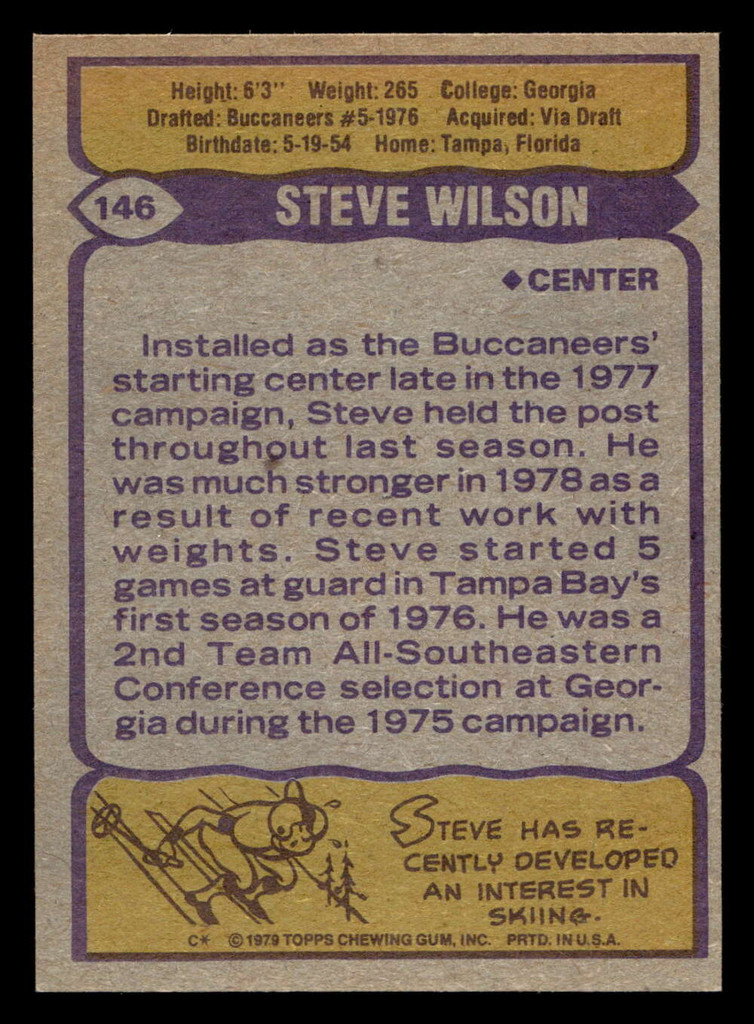 Height: 6'3" Weight: 265 College: Georgia
Drafted: Buccaneers #5-1976 Acquired: Via Draft
Birthdate: 5-19-54 Home: Tampa, Florida
146 STEVE WILSON
◆CENTER
Installed as the Buccaneers'
starting center late in the 1977
campaign, Steve held the post
throughout last season. He
was much stronger in 1978 as a
result of recent work with
weights. Steve started 5
games at guard in Tampa Bay's
first season of 1976. He was a
2nd Team All-Southeastern
Conference selection at Geor-
gia during the 1975 campaign.
STEVE HAS RE-
CENTLY DEVELOPED
AN INTEREST IN
SKIING.
C* © 1979 TOPPS CHEWING GUM, INC. PRTD. IN U.S.A.